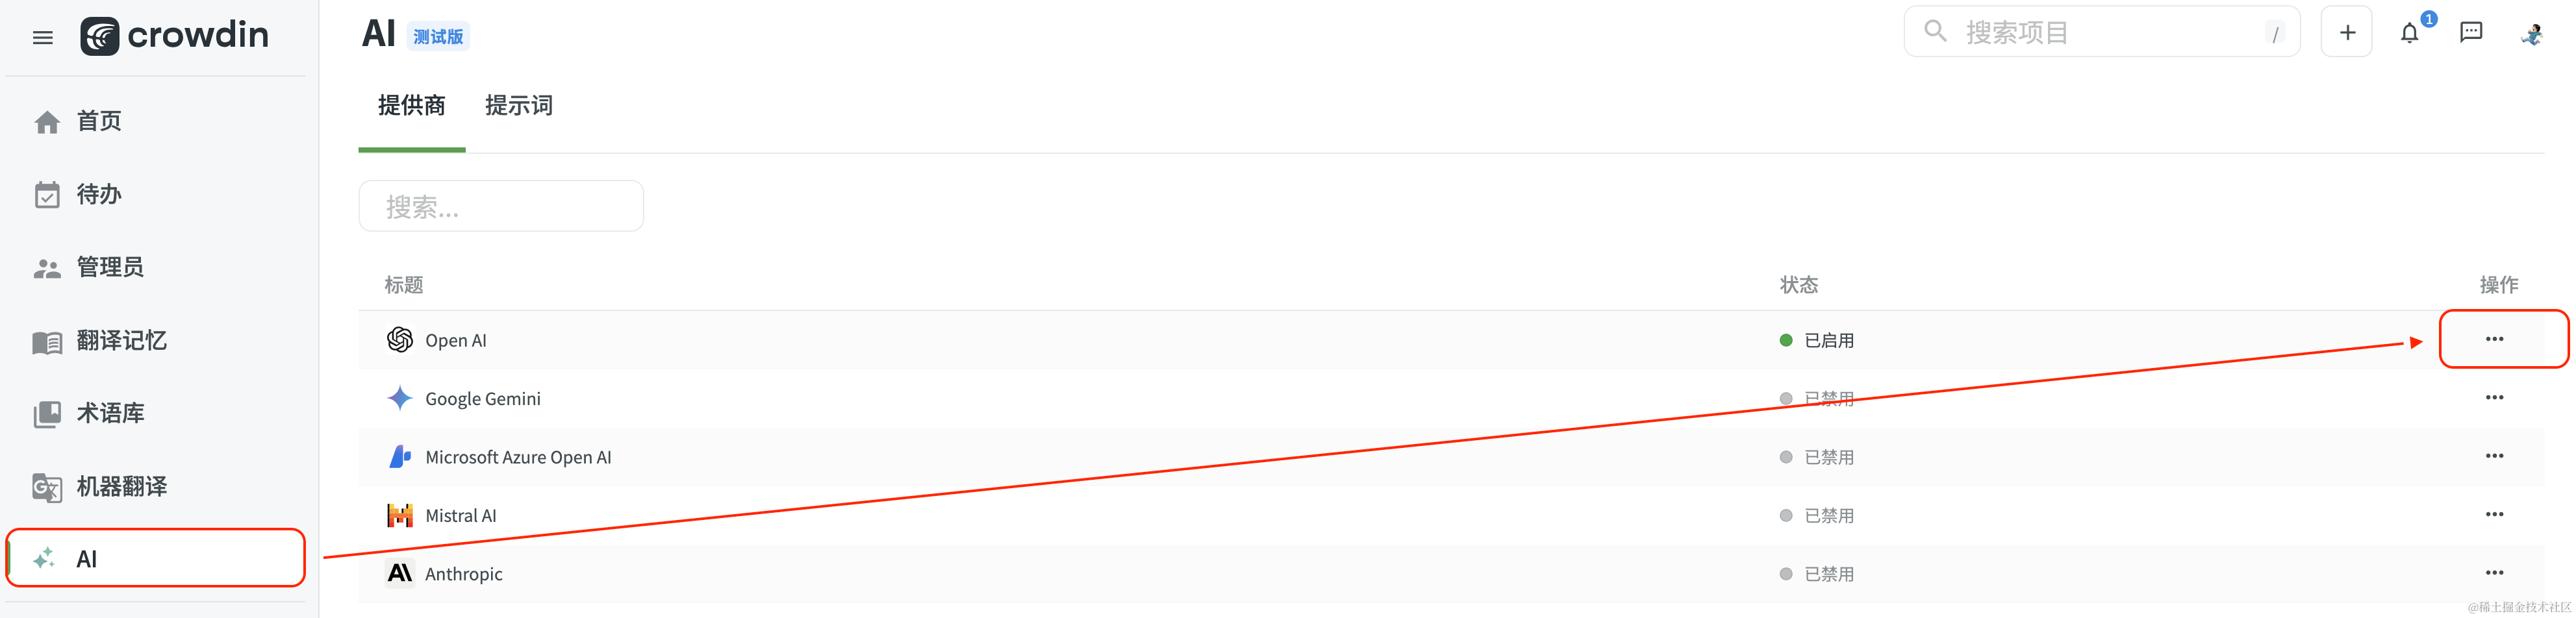 crowdin
首页
待办
管理员
翻译记忆
术语库
机器翻译
AI
AI 测试版
搜索项目 /
1
提供商 提示词
搜索...
标题 状态 操作
Open AI 已启用
Google Gemini 已禁用
Microsoft Azure Open AI 已禁用
Mistral AI 已禁用
Anthropic 已禁用
@稀土掘金技术社区